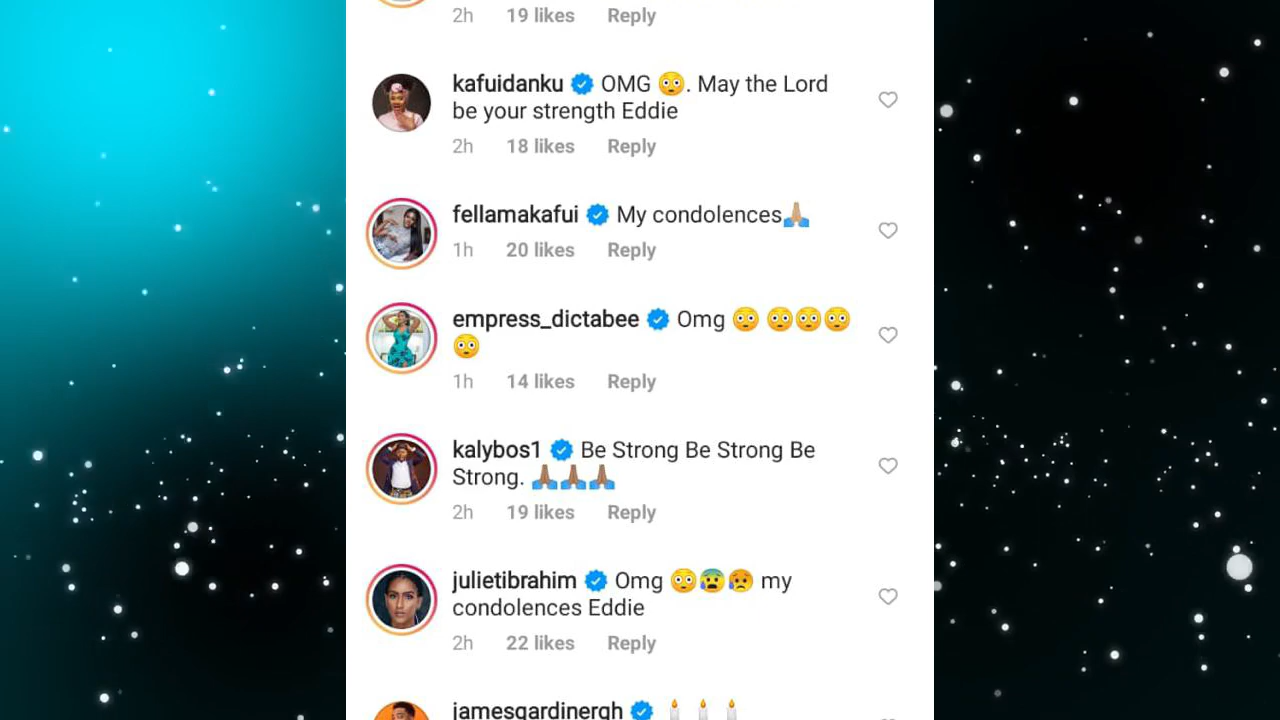 2h 19 likes Reply
kafuidanku OMG 😳. May the Lord
be your strength Eddie
2h 18 likes Reply
fellamakafui My condolences🙏🏽
1h 20 likes Reply
empress_dictabee Omg 😳 😳😳😳
😳
1h 14 likes Reply
kalybos1 Be Strong Be Strong Be
Strong. 🙏🏾🙏🏾🙏🏾
2h 19 likes Reply
julietibrahim Omg 😳😰😥 my
condolences Eddie
2h 22 likes Reply
jamesgardinergh 🕯️🕯️🕯️